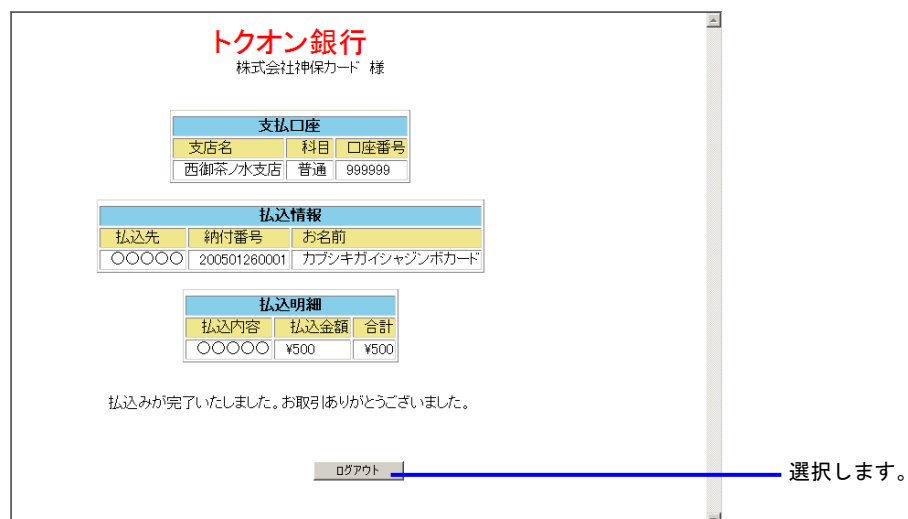 トクオン銀行
株式会社神保カード 様
支払口座
支店名 科目 口座番号
西御茶ノ水支店 普通 999999
払込情報
払込先 納付番号 お名前
○○○○○ 200501260001 カブシキガイシャジンボカード
払込明細
払込内容 払込金額 合計
○○○○○ ¥500 ¥500
払込みが完了いたしました。お取引ありがとうございました。
ログアウト
選択します。